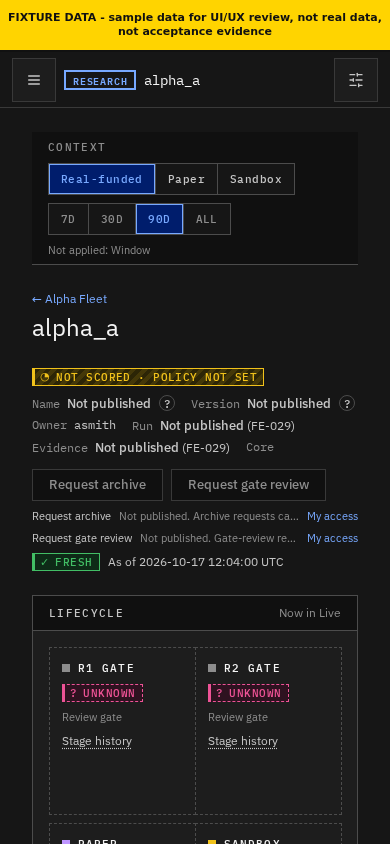 FIXTURE DATA - sample data for UI/UX review, not real data,
not acceptance evidence
RESEARCH alpha_a
CONTEXT
Real-funded Paper Sandbox
7D 30D 90D ALL
Not applied: Window
← Alpha Fleet
alpha_a
NOT SCORED · POLICY NOT SET
Name Not published ? Version Not published ?
Owner asmith Run Not published (FE-029)
Evidence Not published (FE-029) Core
Request archive Request gate review
Request archive Not published. Archive requests ca... My access
Request gate review Not published. Gate-review re... My access
✓ FRESH As of 2026-10-17 12:04:00 UTC
LIFECYCLE Now in Live
R1 GATE R2 GATE
? UNKNOWN ? UNKNOWN
Review gate
Stage history Stage history
PAPER SANDBOX